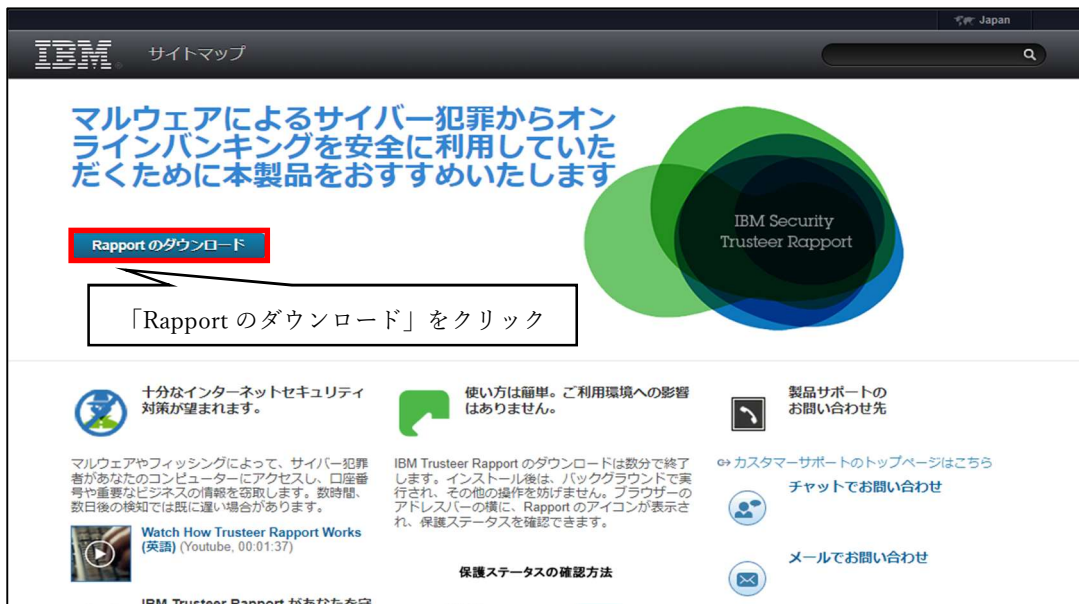 Japan
IBM
サイトマップ
マルウェアによるサイバー犯罪からオン
ラインバンキングを安全に利用していた
だくために本製品をおすすめいたします
Rapport のダウンロード
IBM Security
Trusteer Rapport
「Rapport のダウンロード」をクリック
十分なインターネットセキュリティ
対策が望まれます。
マルウェアやフィッシングによって、サイバー犯罪
者があなたのコンピューターにアクセスし、口座番
号や重要なビジネスの情報を窃取します。数時間、
数日後の検知では既に遅い場合があります。
Watch How Trusteer Rapport Works
(英語) (Youtube, 00:01:37)
IBM Trusteer Rapport があなたを守
使い方は簡単。ご利用環境への影響
はありません。
IBM Trusteer Rapport のダウンロードは数分で終了
します。インストール後は、バックグラウンドで実
行され、その他の操作を妨げません。ブラウザーの
アドレスバーの横に、Rapport のアイコンが表示さ
れ、保護ステータスを確認できます。
保護ステータスの確認方法
製品サポートの
お問い合わせ先
カスタマーサポートのトップページはこちら
チャットでお問い合わせ
メールでお問い合わせ